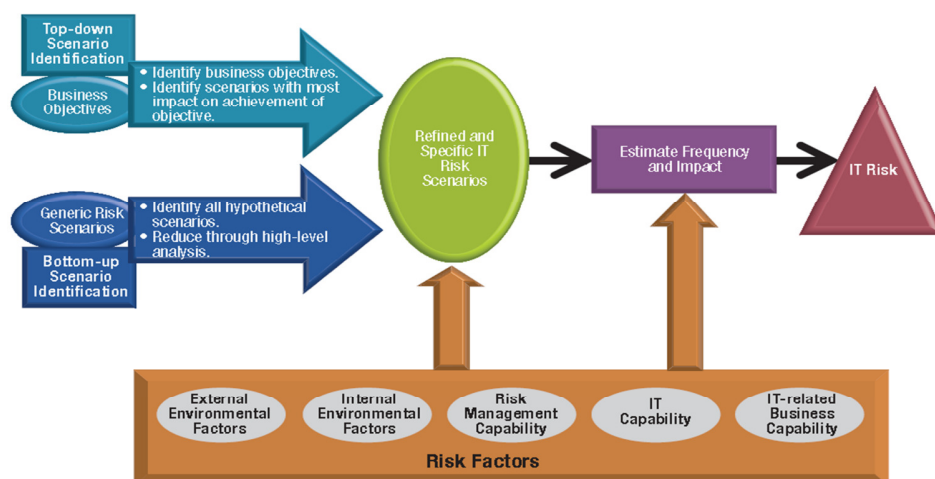 Top-down
Scenario
Identification
Business
Objectives
• Identify business objectives.
• Identify scenarios with most
impact on achievement of
objective.
Generic Risk
Scenarios
Bottom-up
Scenario
Identification
• Identify all hypothetical
scenarios.
• Reduce through high-level
analysis.
Refined and
Specific IT
Risk
Scenarios
Estimate Frequency
and Impact
IT Risk
External
Environmental
Factors
Internal
Environmental
Factors
Risk
Management
Capability
IT
Capability
IT-related
Business
Capability
Risk Factors